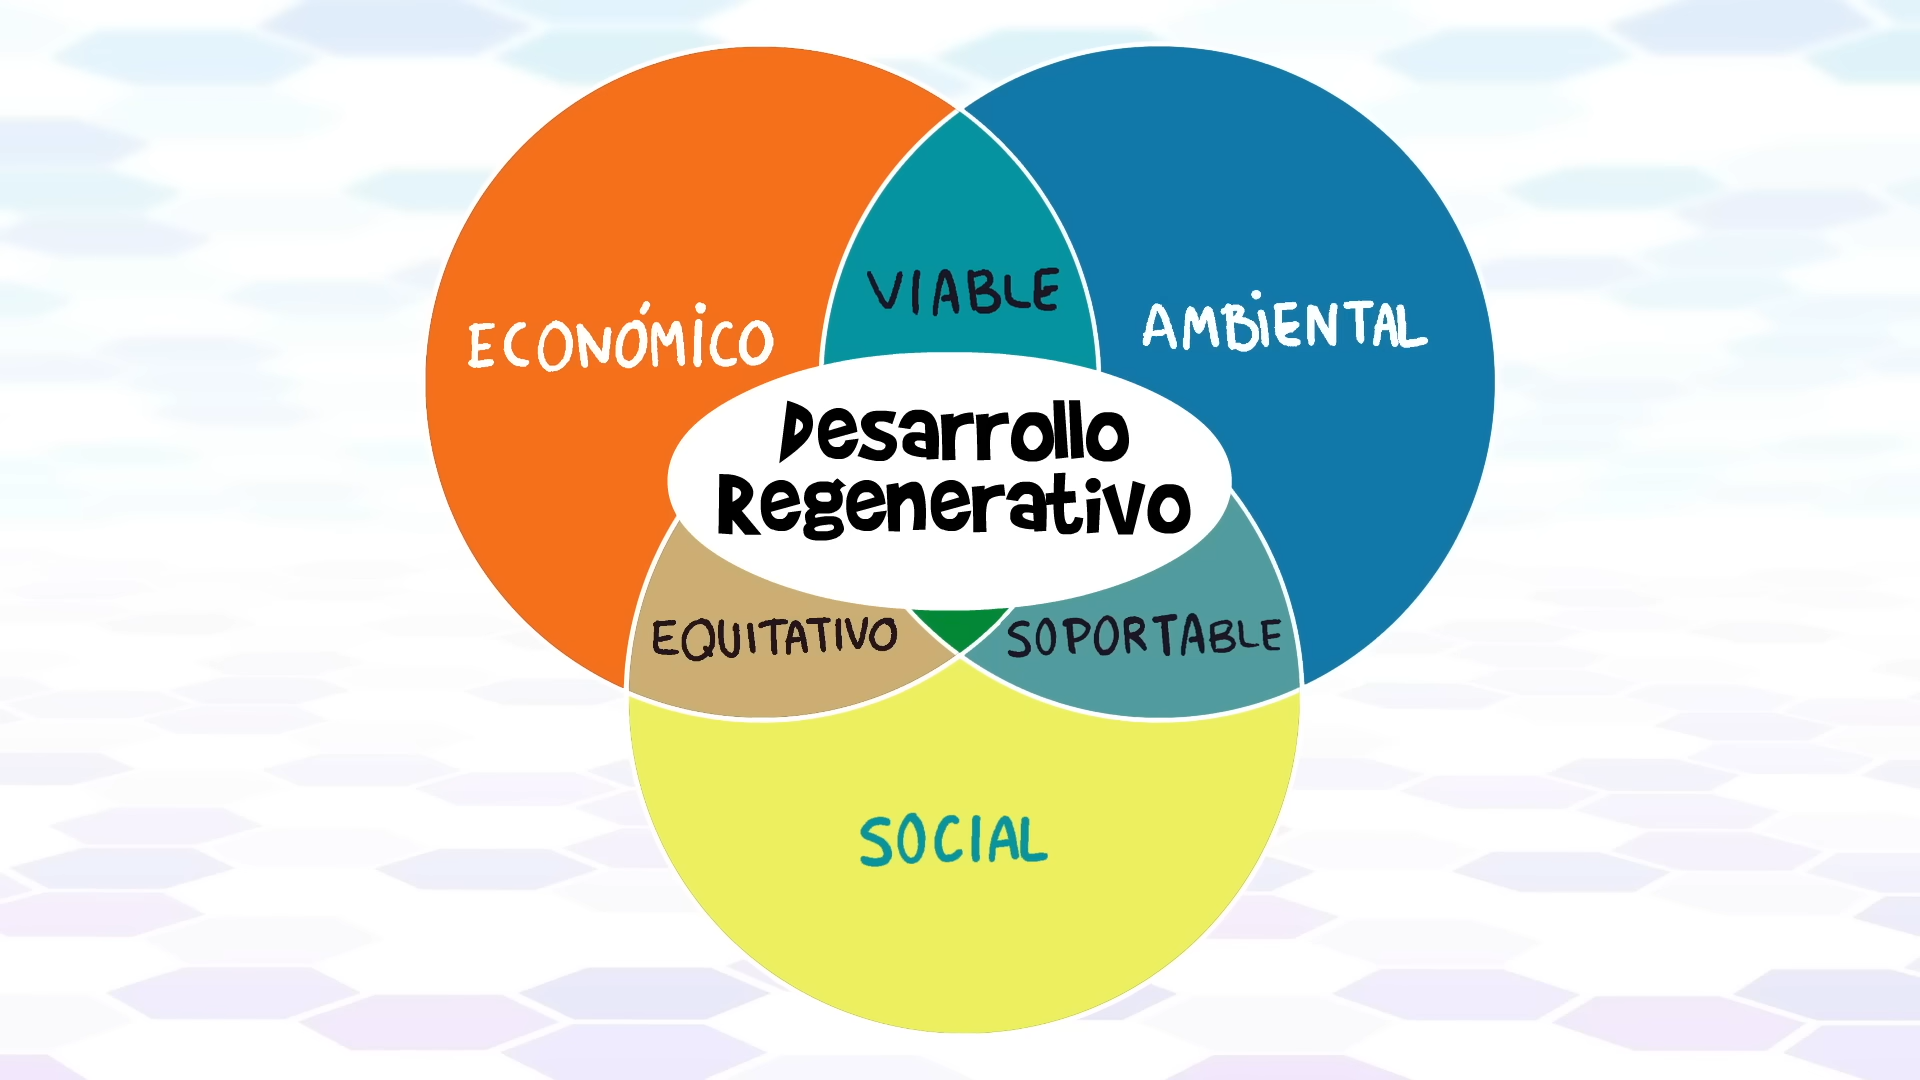 VIABLE
ECONÓMICO
AMBIENTAL
Desarrollo
Regenerativo
EQUITATIVO
SOPORTABLE
SOCIAL